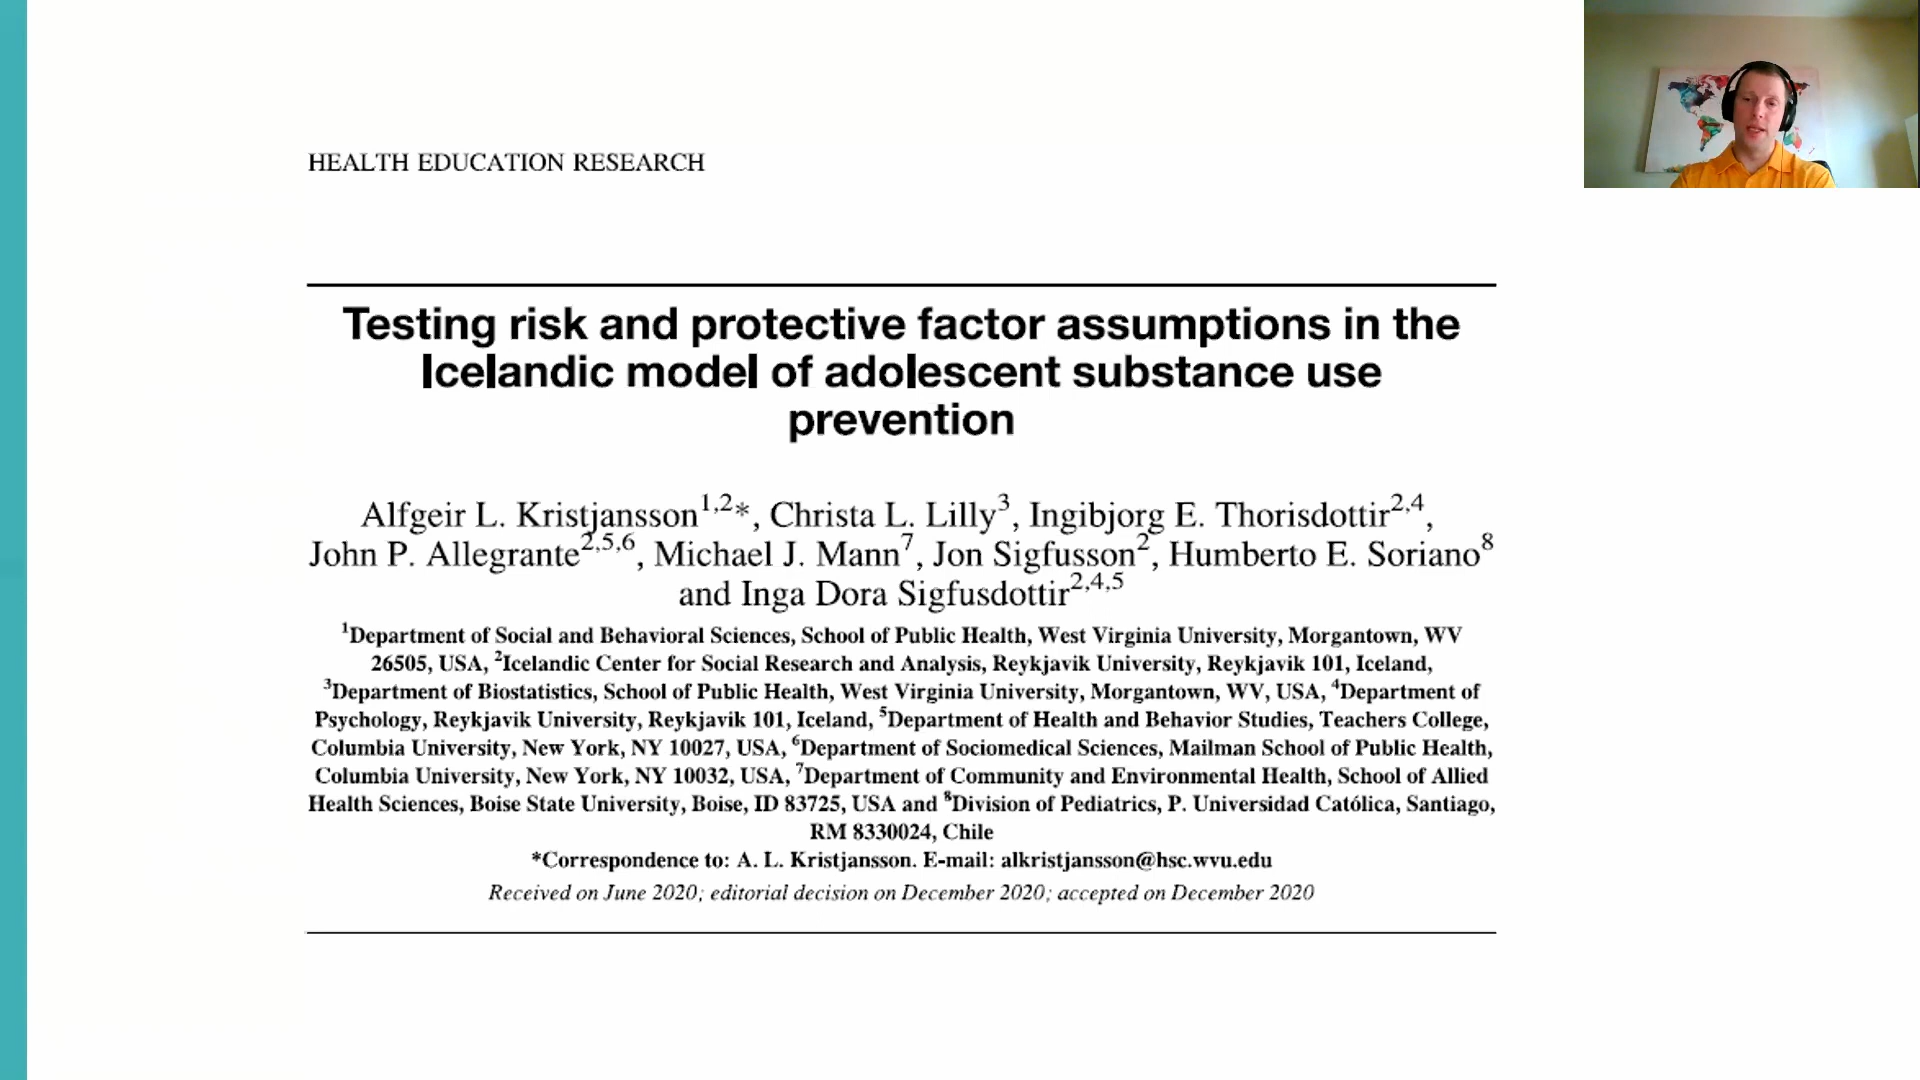 HEALTH EDUCATION RESEARCH
Testing risk and protective factor assumptions in the
Icelandic model of adolescent substance use
prevention
Alfgeir L. Kristjansson1,2*, Christa L. Lilly3, Ingibjorg E. Thorisdottir2,4,
John P. Allegrante2,5,6, Michael J. Mann7, Jon Sigfusson2, Humberto E. Soriano8
and Inga Dora Sigfusdottir2,4,5
1Department of Social and Behavioral Sciences, School of Public Health, West Virginia University, Morgantown, WV
26505, USA, 2Icelandic Center for Social Research and Analysis, Reykjavik University, Reykjavik 101, Iceland,
3Department of Biostatistics, School of Public Health, West Virginia University, Morgantown, WV, USA, 4Department of
Psychology, Reykjavik University, Reykjavik 101, Iceland, 5Department of Health and Behavior Studies, Teachers College,
Columbia University, New York, NY 10027, USA, 6Department of Sociomedical Sciences, Mailman School of Public Health,
Columbia University, New York, NY 10032, USA, 7Department of Community and Environmental Health, School of Allied
Health Sciences, Boise State University, Boise, ID 83725, USA and 8Division of Pediatrics, P. Universidad Católica, Santiago,
RM 8330024, Chile
*Correspondence to: A. L. Kristjansson. E-mail: alkristjansson@hsc.wvu.edu
Received on June 2020; editorial decision on December 2020; accepted on December 2020